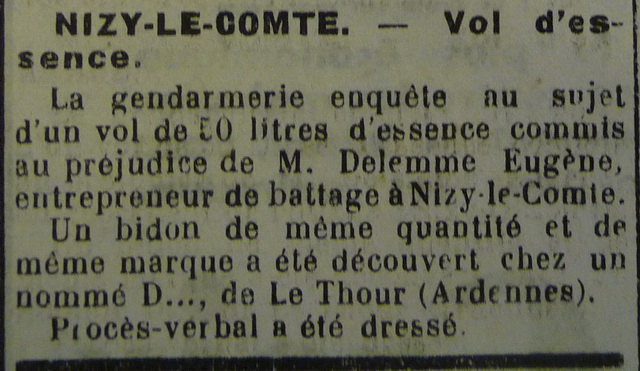 NIZY-LE-COMTE. — Vol d'es-
sence.
La gendarmerie enquête au sujet
d'un vol de 50 litres d'essence commis
au préjudice de M. Delemme Eugène,
entrepreneur de battage à Nizy-le-Comte.
Un bidon de même quantité et de
même marque a été découvert chez un
nommé D..., de Le Thour (Ardennes).
Procès-verbal a été dressé.